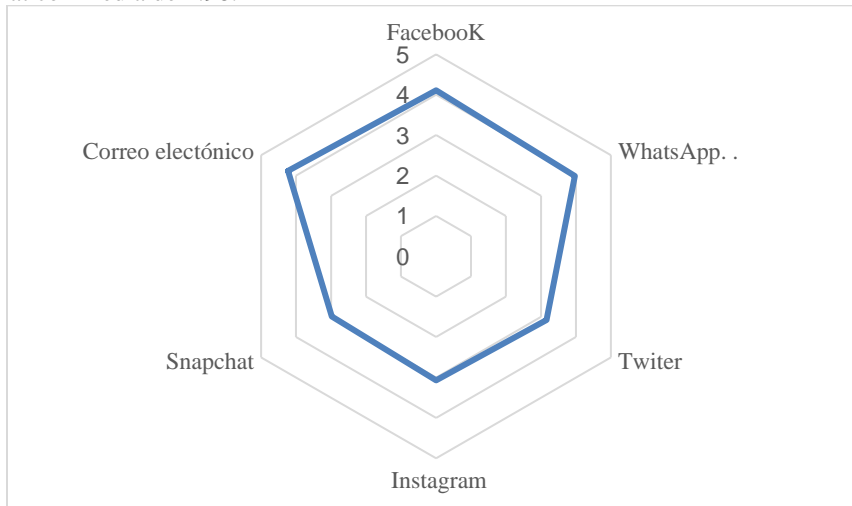 FacebooK
5
4
3
2
1
0
Correo electónico
WhatsApp. .
Snapchat
Twiter
Instagram